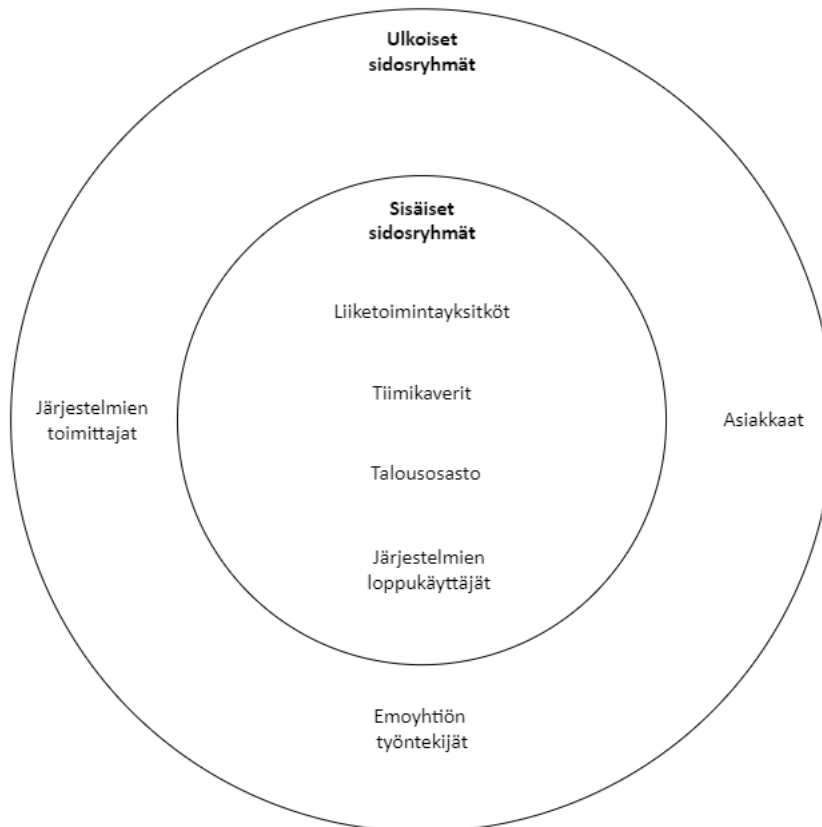 Ulkoiset
sidosryhmät
Sisäiset
sidosryhmät
Liiketoimintayksitköt
Tiimikaverit
Järjestelmien
toimittajat
Asiakkaat
Talousosasto
Järjestelmien
loppukäyttäjät
Emoyhtiön
työntekijät